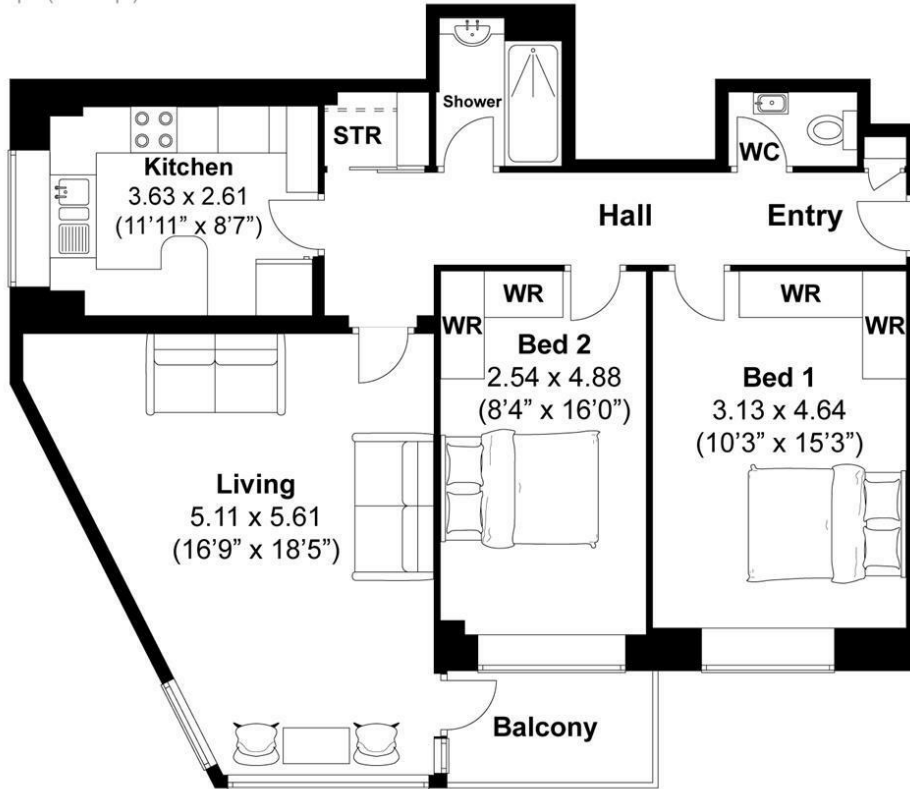 Shower
STR
WC
Kitchen
3.63 x 2.61
(11'11" x 8'7")
Hall
Entry
WR
WR
WR
WR
Bed 2
2.54 x 4.88
(8'4" x 16'0")
Bed 1
3.13 x 4.64
(10'3" x 15'3")
Living
5.11 x 5.61
(16'9" x 18'5")
Balcony